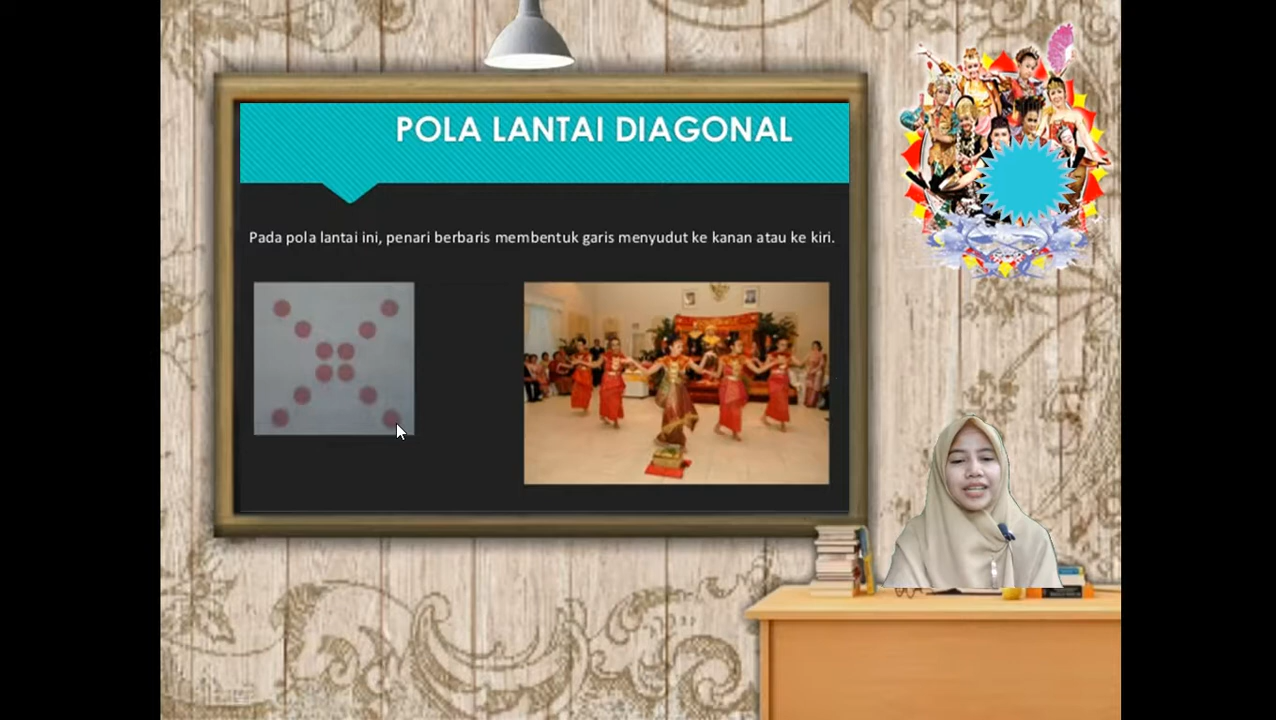 POLA LANTAI DIAGONAL
Pada pola lantai ini, penari berbaris membentuk garis menyudut ke kanan atau ke kiri.